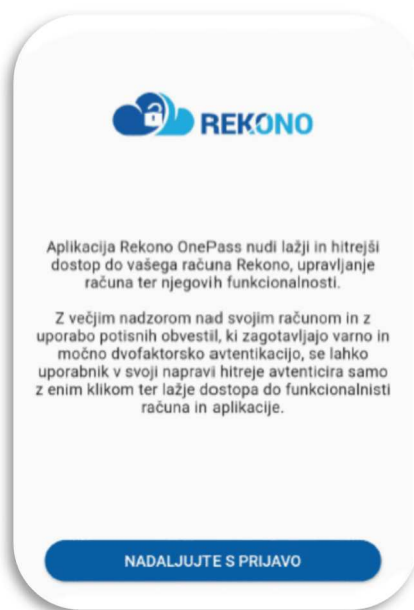 REKONO
Aplikacija Rekono OnePass nudi lažji in hitrejši
dostop do vašega računa Rekono, upravljanje
računa ter njegovih funkcionalnosti.
Z večjim nadzorom nad svojim računom in z
uporabo potisnih obvestil, ki zagotavljajo varno in
močno dvofaktorsko avtentikacijo, se lahko
uporabnik v svoji napravi hitreje avtenticira samo
z enim klikom ter lažje dostopa do funkcionalnisti
računa in aplikacije.
NADALJUJTE S PRIJAVO